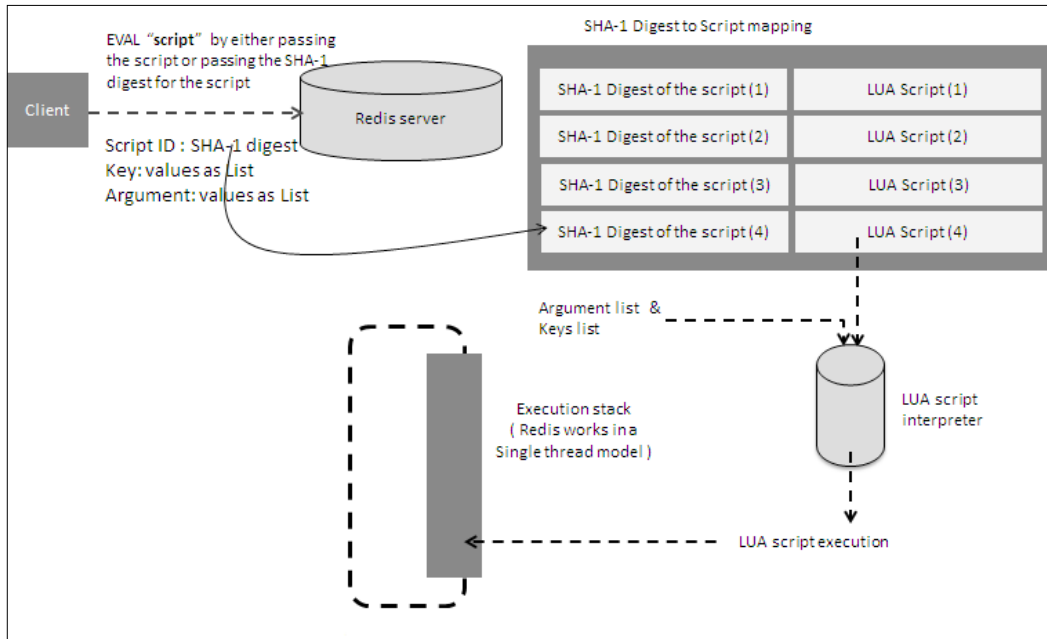 SHA-1 Digest to Script mapping
EVAL “script” by either passing
the script or passing the SHA-1
digest for the script
Client
Redis server
Script ID : SHA-1 digest
Key: values as List
Argument: values as List
SHA-1 Digest of the script (1)
LUA Script (1)
SHA-1 Digest of the script (2)
LUA Script (2)
SHA-1 Digest of the script (3)
LUA Script (3)
SHA-1 Digest of the script (4)
LUA Script (4)
Argument list &
Keys list
LUA script
interpreter
Execution stack
( Redis works in a
Single thread model )
LUA script execution